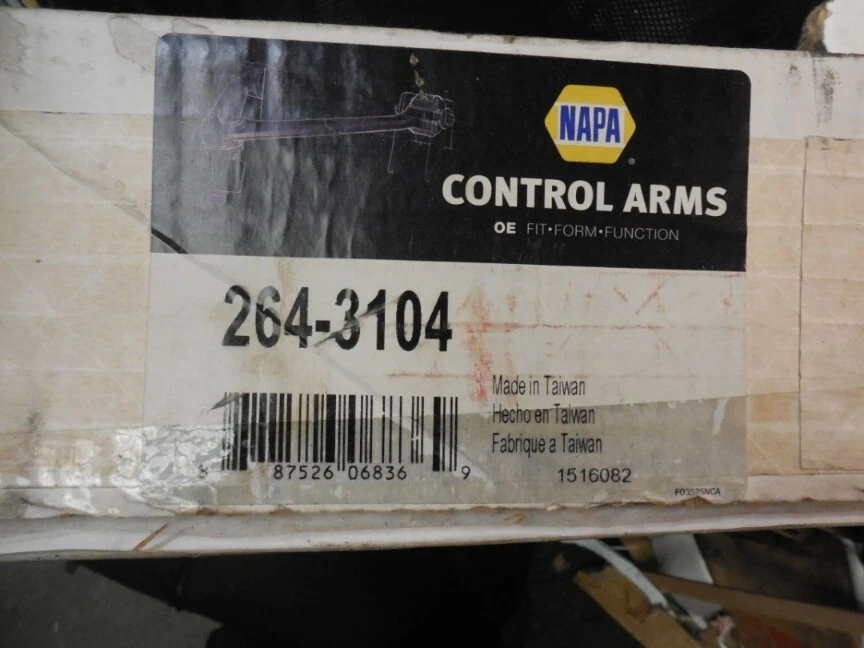 NAPA
CONTROL ARMS
OE FIT•FORM•FUNCTION
264-3104
Made in Taiwan
Hecho en Taiwan
Fabrique a Taiwan
8 87526 06836 9
1516082
F03525NCA